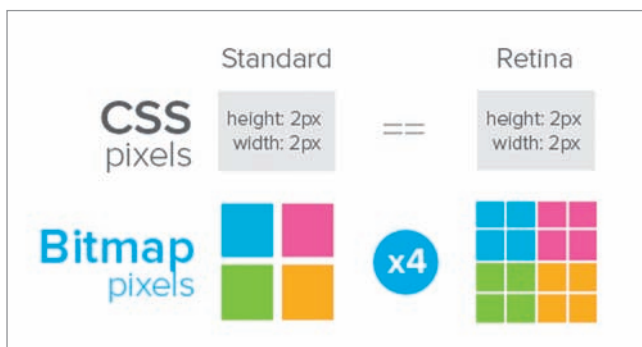 Standard
Retina
CSS
pixels
height: 2px
width: 2px
==
height: 2px
width: 2px
Bitmap
pixels
x4